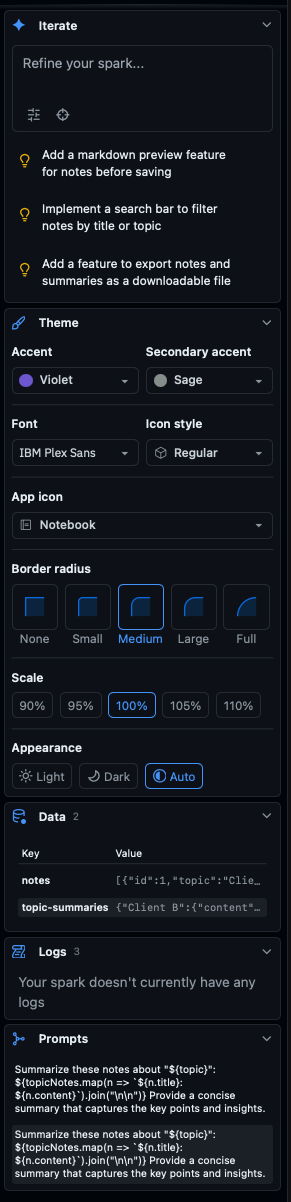 Iterate
Refine your spark...
Add a markdown preview feature
for notes before saving
Implement a search bar to filter
notes by title or topic
Add a feature to export notes and
summaries as a downloadable file
Theme
Accent Secondary accent
Violet Sage
Font Icon style
IBM Plex Sans Regular
App icon
Notebook
Border radius
None Small Medium Large Full
Scale
90% 95% 100% 105% 110%
Appearance
Light Dark Auto
Data 2
Key Value
notes [{"id":1,"topic":"Clie…
topic-summaries {"Client B":{"content"…
Logs 3
Your spark doesn't currently have any
logs
Prompts
Summarize these notes about "${topic}":
${topicNotes.map(n => `${n.title}:
${n.content}`).join("\n\n")} Provide a concise
summary that captures the key points and insights.
Summarize these notes about "${topic}":
${topicNotes.map(n => `${n.title}:
${n.content}`).join("\n\n")} Provide a concise
summary that captures the key points and insights.